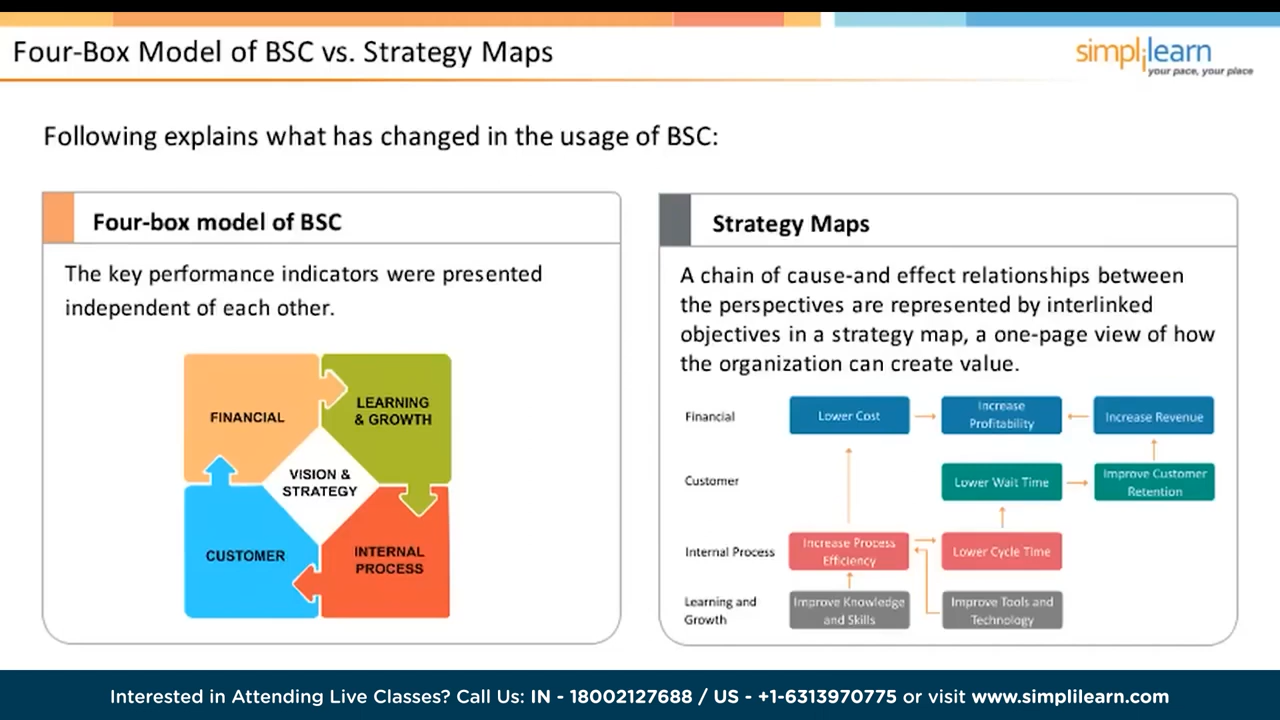 Four-Box Model of BSC vs. Strategy Maps
simplilearn
your pace, your place
Following explains what has changed in the usage of BSC:
Four-box model of BSC
The key performance indicators were presented
independent of each other.
FINANCIAL
LEARNING
& GROWTH
VISION &
STRATEGY
CUSTOMER
INTERNAL
PROCESS
Strategy Maps
A chain of cause-and effect relationships between
the perspectives are represented by interlinked
objectives in a strategy map, a one-page view of how
the organization can create value.
Financial
Lower Cost
Increase
Profitability
Increase Revenue
Customer
Lower Wait Time
Improve Customer
Retention
Internal Process
Increase Process
Efficiency
Lower Cycle Time
Learning and
Growth
Improve Knowledge
and Skills
Improve Tools and
Technology
Interested in Attending Live Classes? Call Us: IN - 18002127688 / US - +1-6313970775 or visit www.simplilearn.com